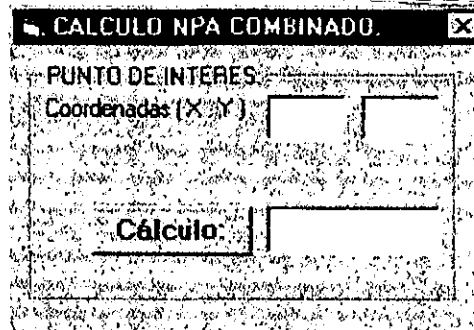 CALCULO NPA COMBINADO.
PUNTO DE INTERES.
Coordenadas (X Y)
Cálculo: